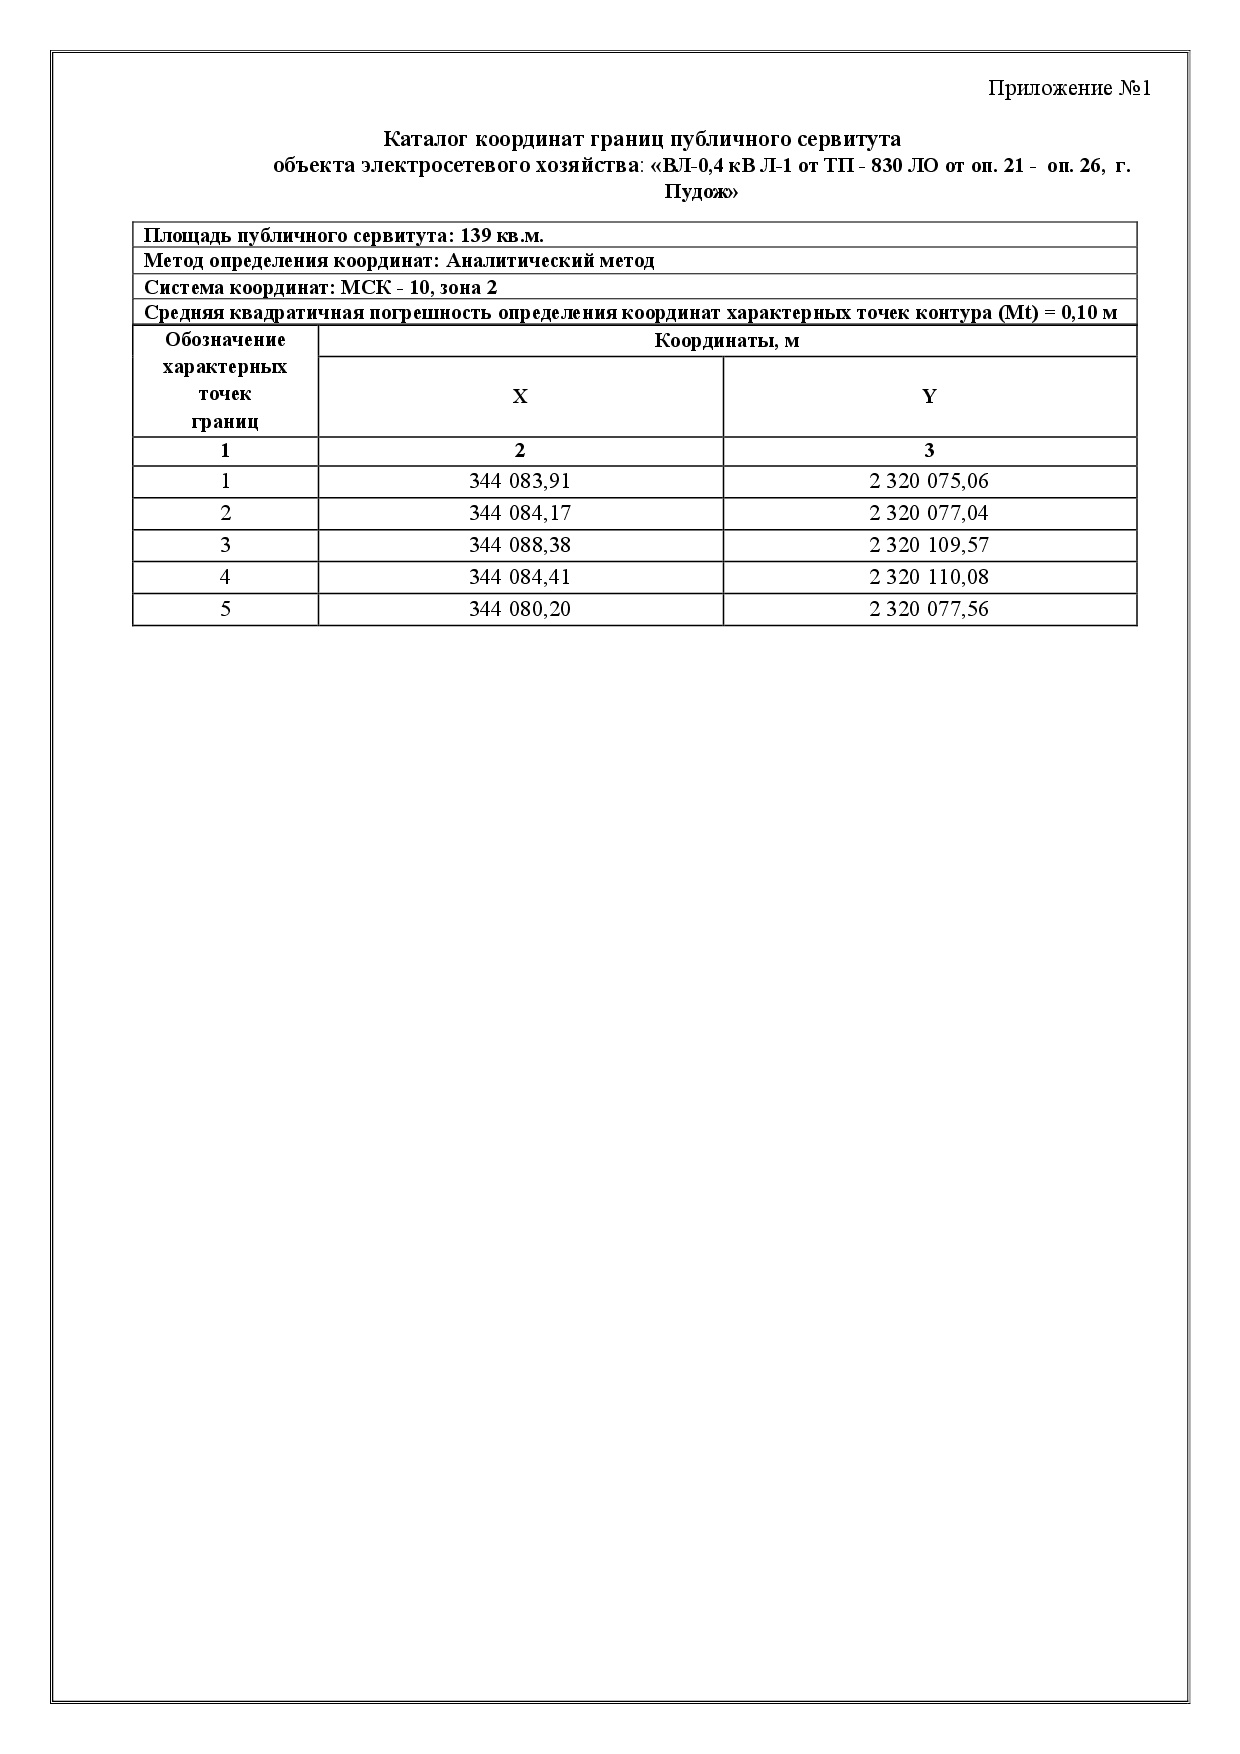 Приложение №1
Каталог координат границ публичного сервитута
объекта электросетевого хозяйства: «ВЛ-0,4 кВ Л-1 от ТП - 830 ЛО от оп. 21 - оп. 26, г.
Пудож»
Площадь публичного сервитута: 139 кв.м.
Метод определения координат: Аналитический метод
Система координат: МСК - 10, зона 2
Средняя квадратичная погрешность определения координат характерных точек контура (Mt) = 0,10 м
Обозначение
характерных
точек
границ
Координаты, м
X Y
1 2 3
1 344 083,91 2 320 075,06
2 344 084,17 2 320 077,04
3 344 088,38 2 320 109,57
4 344 084,41 2 320 110,08
5 344 080,20 2 320 077,56